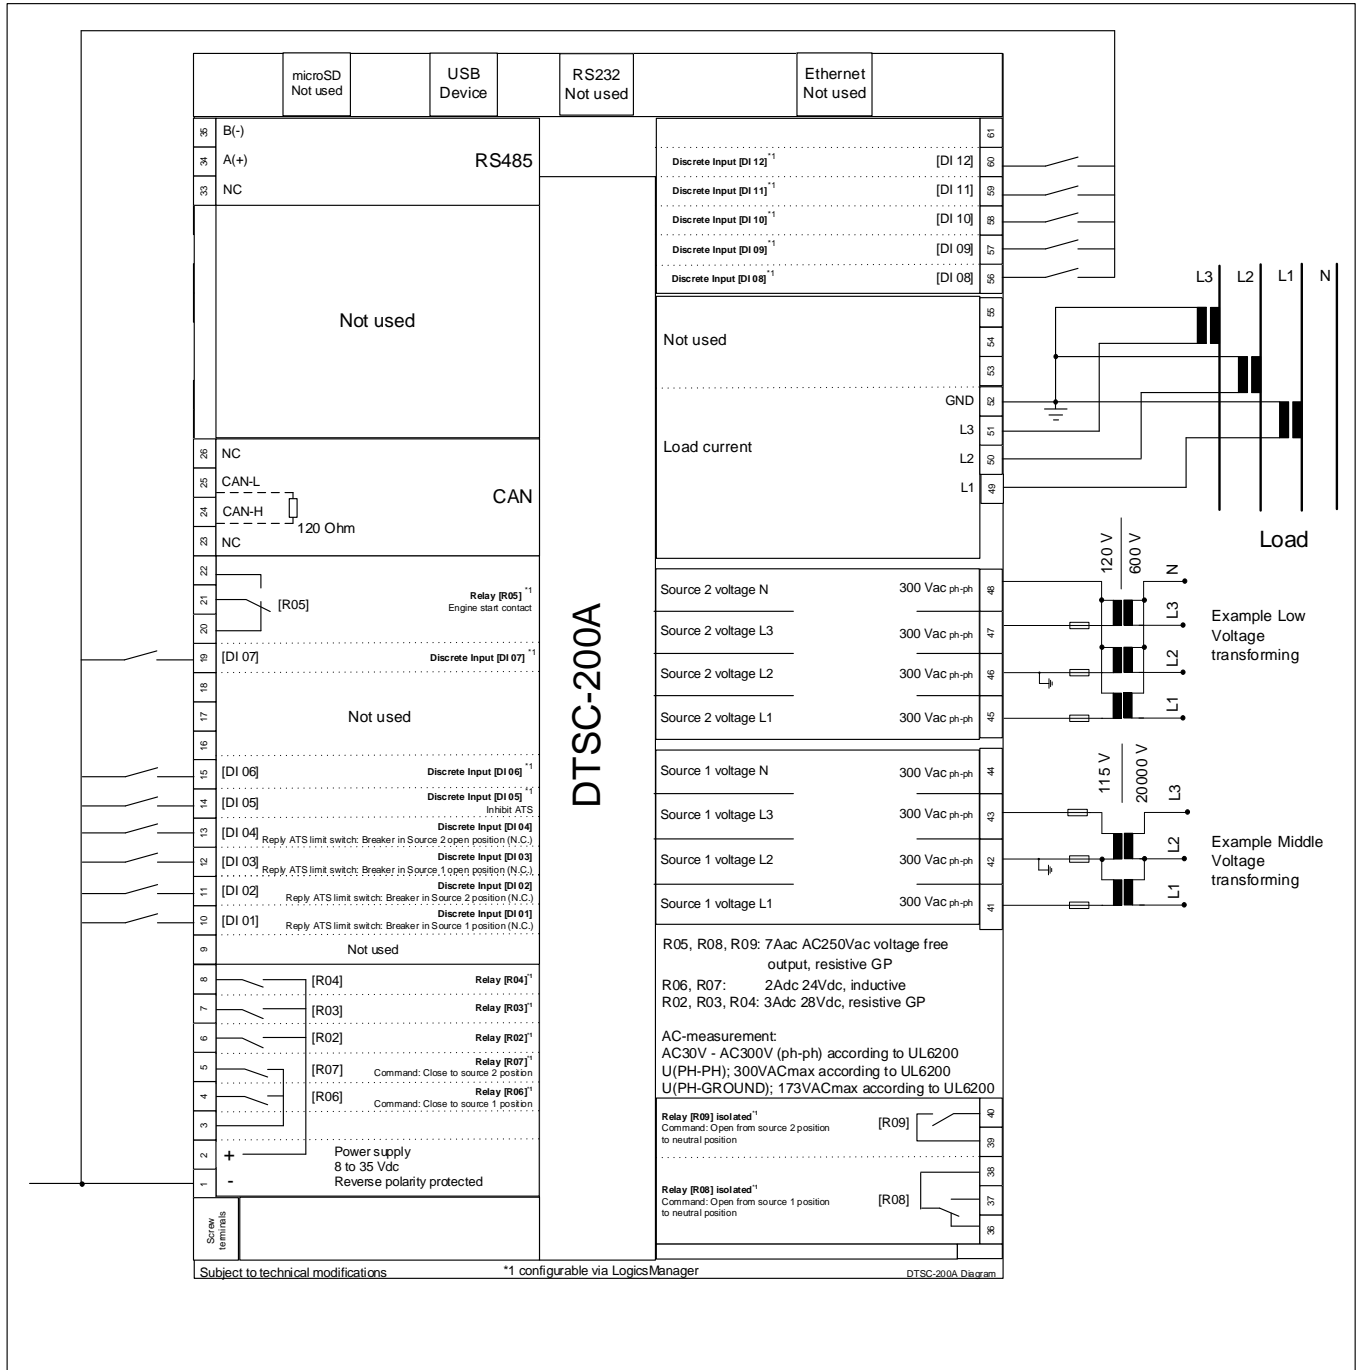 microSD
Not used
USB
Device
RS232
Not used
Ethernet
Not used
35 B(-)
34 A(+) RS485
33 NC
Not used
26 NC
25 CAN-L
CAN
24 CAN-H
120 Ohm
23 NC
22
21 [R05] Relay [R05] *1
Engine start contact
20
19 [DI 07] Discrete Input [DI 07] *1
18
17 Not used
16
15 [DI 06] Discrete Input [DI 06] *1
14 [DI 05] Discrete Input [DI 05] *1
Inhibit ATS
13 [DI 04] Discrete Input [DI 04]
Reply ATS limit switch: Breaker in Source 2 open position (N.C.)
12 [DI 03] Discrete Input [DI 03]
Reply ATS limit switch: Breaker in Source 1 open position (N.C.)
11 [DI 02] Discrete Input [DI 02]
Reply ATS limit switch: Breaker in Source 2 position (N.C.)
10 [DI 01] Discrete Input [DI 01]
Reply ATS limit switch: Breaker in Source 1 position (N.C.)
9 Not used
8 [R04] Relay [R04]*1
7 [R03] Relay [R03]*1
6 [R02] Relay [R02]*1
5 [R07] Relay [R07]*1
Command: Close to source 2 position
4 [R06] Relay [R06]*1
Command: Close to source 1 position
3
2 + Power supply
8 to 35 Vdc
1 - Reverse polarity protected
Screw
terminals
DTSC-200A
61
Discrete Input [DI 12]*1 [DI 12] 60
Discrete Input [DI 11]*1 [DI 11] 59
Discrete Input [DI 10]*1 [DI 10] 58
Discrete Input [DI 09]*1 [DI 09] 57
Discrete Input [DI 08]*1 [DI 08] 56
55
Not used 54
53
GND 52
L3 51
Load current
L2 50
L1 49
L3 L2 L1 N
Load
Source 2 voltage N 300 Vac ph-ph 48
Source 2 voltage L3 300 Vac ph-ph 47
Source 2 voltage L2 300 Vac ph-ph 46
Source 2 voltage L1 300 Vac ph-ph 45
120 V
600 V
N
L3
L2
L1
Example Low
Voltage
transforming
Source 1 voltage N 300 Vac ph-ph 44
Source 1 voltage L3 300 Vac ph-ph 43
Source 1 voltage L2 300 Vac ph-ph 42
Source 1 voltage L1 300 Vac ph-ph 41
115 V
20000 V
L3
L2
L1
Example Middle
Voltage
transforming
R05, R08, R09: 7Aac AC250Vac voltage free
output, resistive GP
R06, R07: 2Adc 24Vdc, inductive
R02, R03, R04: 3Adc 28Vdc, resistive GP
AC-measurement:
AC30V - AC300V (ph-ph) according to UL6200
U(PH-PH); 300VACmax according to UL6200
U(PH-GROUND); 173VACmax according to UL6200
Relay [R09] isolated*1 [R09] 40
Command: Open from source 2 position
to neutral position 39
38
Relay [R08] isolated*1 [R08] 37
Command: Open from source 1 position
to neutral position
36
Subject to technical modifications *1 configurable via LogicsManager DTSC-200A Diagram